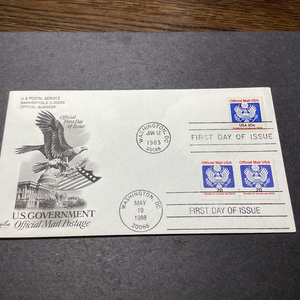 U.S. POSTAL SERVICE
WASHINGTON, D.C. 20260
OFFICIAL BUSINESS
Official
First Day
of Issue
U.S. GOVERNMENT
Official Mail Postage
WASHINGTON, DC
JAN 12
1983
20066
FIRST DAY OF ISSUE
Official Mail USA
USA 20c
WASHINGTON, DC
MAY
19
1988
20066
FIRST DAY OF ISSUE
Official Mail USA
Official Mail USA
20
20